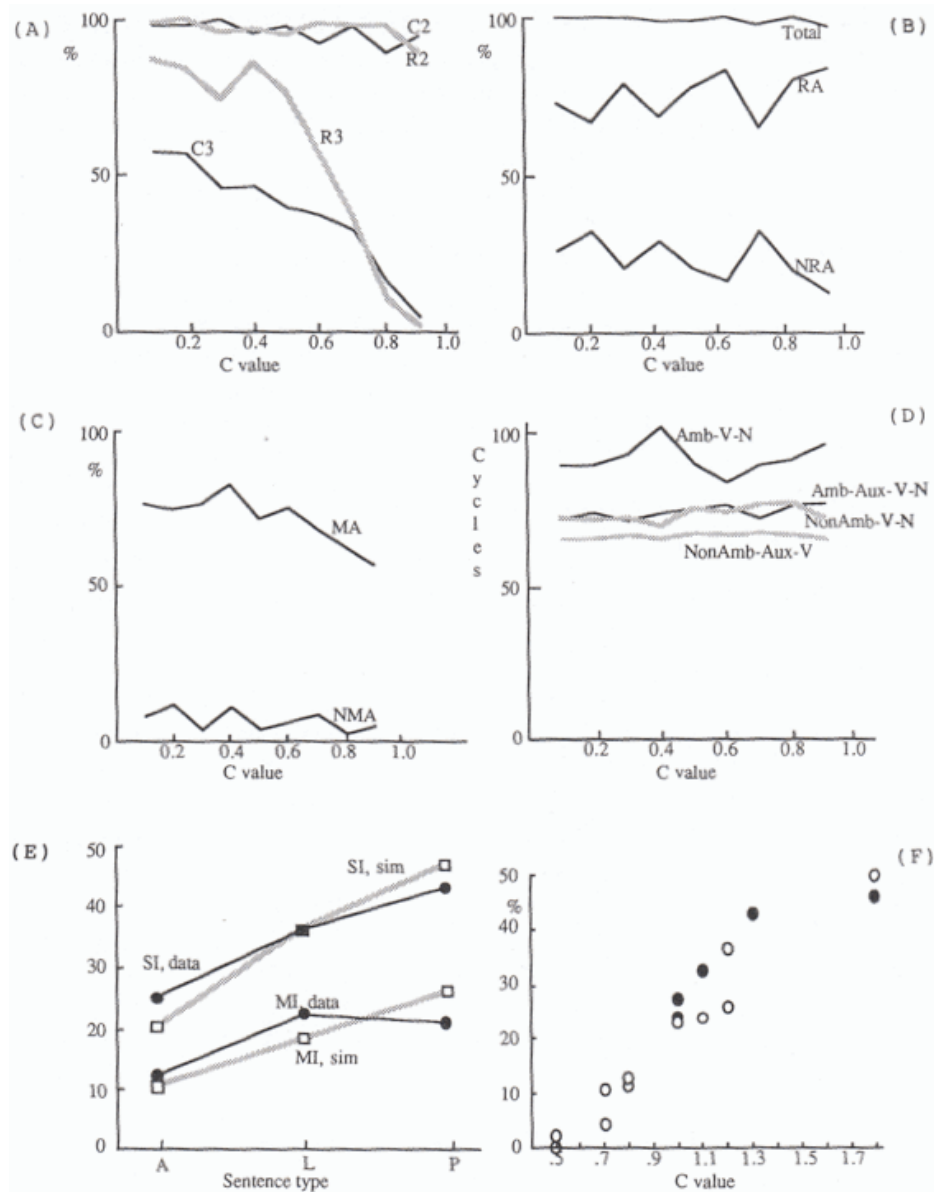 (A)
%
C2
R2
R3
C3
50
0
0.2 0.4 0.6 0.8 1.0
C value
(B)
100
%
Total
RA
50
NRA
0
0.2 0.4 0.6 0.8 1.0
C value
(C)
100
%
MA
50
NMA
0
0.2 0.4 0.6 0.8 1.0
C value
(D)
100
Cycles
Amb-V-N
Amb-Aux-V-N
NonAmb-V-N
NonAmb-Aux-V
50
0
0.2 0.4 0.6 0.8 1.0
C value
(E)
50
SI, sim
40
30
SI, data
MI, data
20
MI, sim
10
0
A L P
Sentence type
(F)
50
%
40
30
20
10
0
.5 .7 .9 1.1 1.3 1.5 1.7
C value